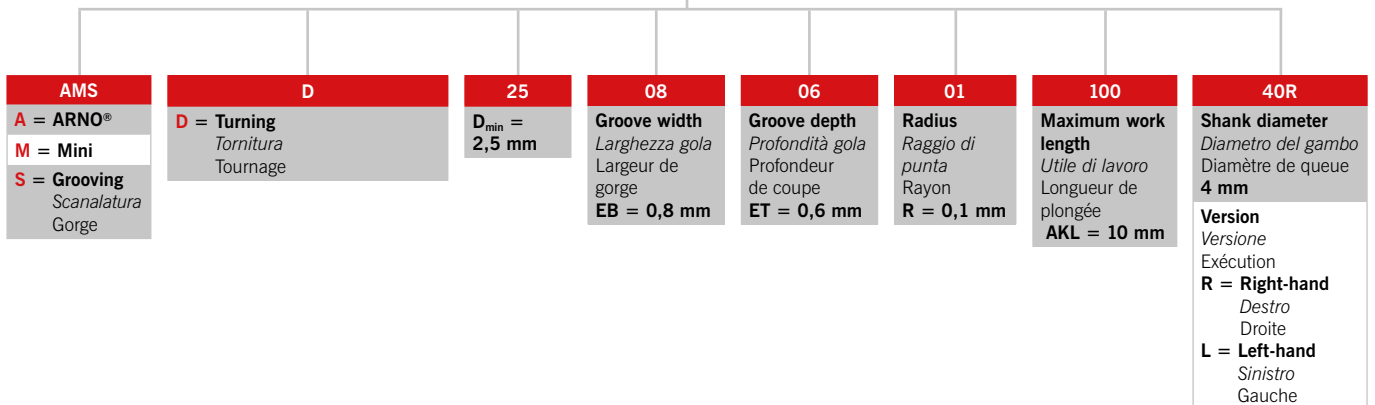 AMS
A = ARNO®
M = Mini
S = Grooving
Scanalatura
Gorge
D
D = Turning
Tornitura
Tournage
25
Dmin =
2,5 mm
08
Groove width
Larghezza gola
Largeur de
gorge
EB = 0,8 mm
06
Groove depth
Profondità gola
Profondeur
de coupe
ET = 0,6 mm
01
Radius
Raggio di
punta
Rayon
R = 0,1 mm
100
Maximum work
length
Utile di lavoro
Longueur de
plongée
AKL = 10 mm
40R
Shank diameter
Diametro del gambo
Diamètre de queue
4 mm
Version
Versione
Exécution
R = Right-hand
Destro
Droite
L = Left-hand
Sinistro
Gauche